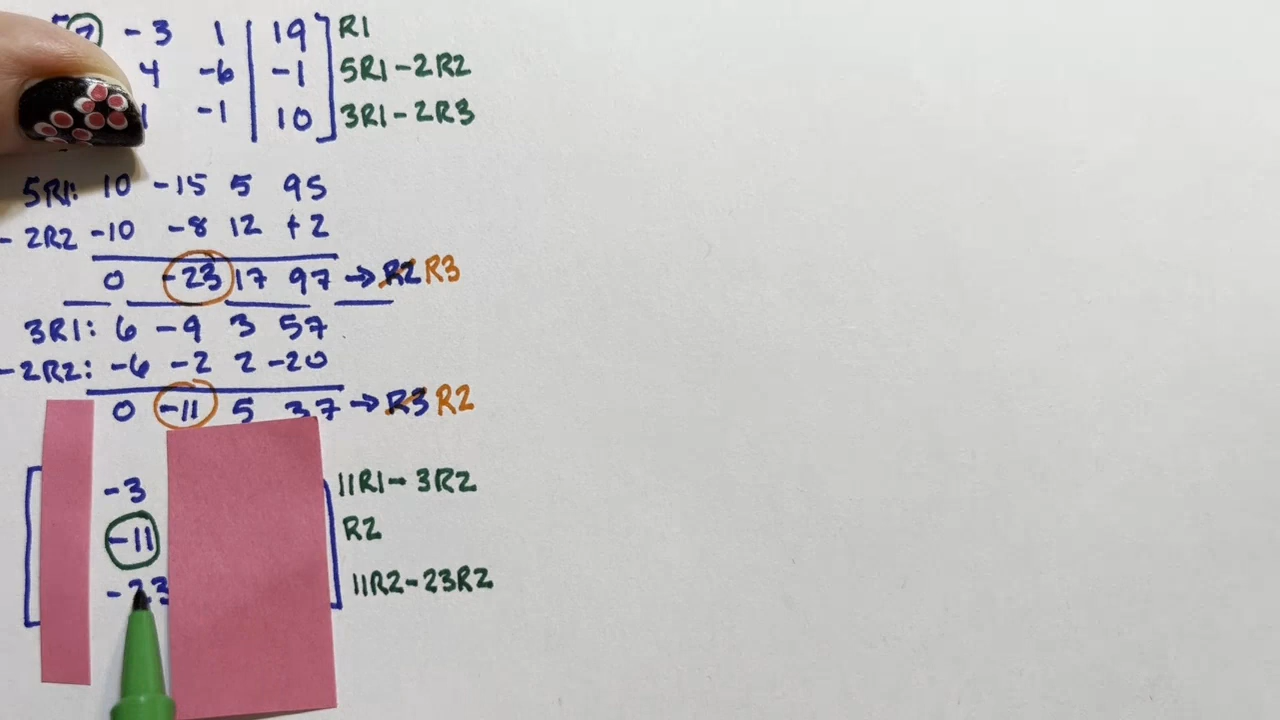 2 -3 1 19 R1
4 -6 -1 5R1-2R2
1 -1 10 3R1-2R3
5R1: 10 -15 5 95
- 2R2 -10 -8 12 +2
0 -23 17 97 → R2 R3
3R1: 6 -9 3 57
-2R2: -6 -2 2 -20
0 -11 5 37 → R3 R2
-3 11R1-3R2
-11 R2
-23 11R2-23R2